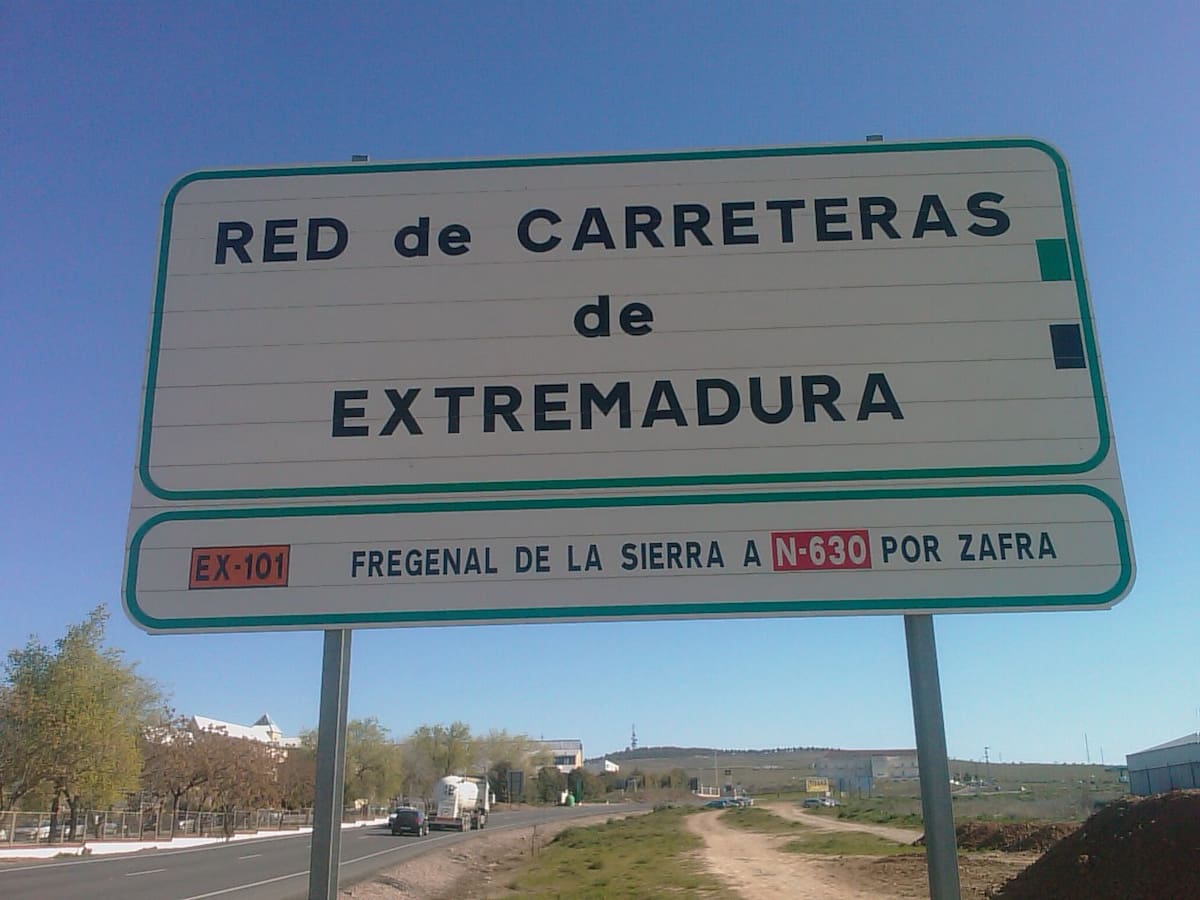 RED de CARRETERAS
de
EXTREMADURA
EX-101 FREGENAL DE LA SIERRA A N-630 POR ZAFRA